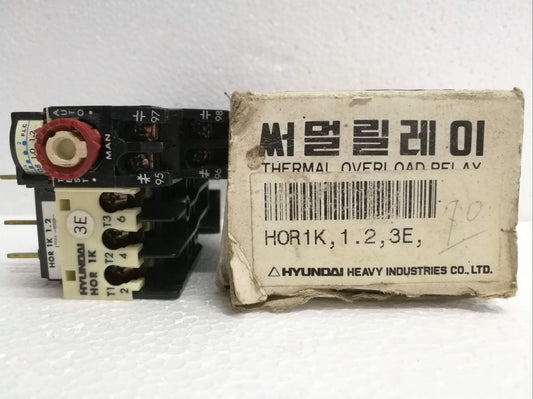 AUTO
MAN
97
98
95
96
HOR 1K 1.2
3E
HYUNDAI
HOR 1K
T3
6
T2
4
T1
2
써멀릴레이
THERMAL OVERLOAD RELAY
HOR1K,1.2,3E,
HYUNDAI HEAVY INDUSTRIES CO., LTD.